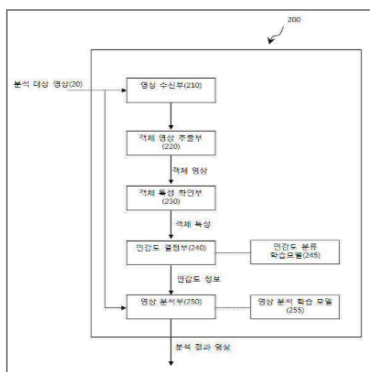 200
분석 대상 영상(20)
영상 수신부(210)
객체 영상 추출부
(220)
객체 영상
객체 특성 확인부
(230)
객체 특성
민감도 결정부(240)
민감도 분류
학습모델(245)
민감도 정보
영상 분석부(250)
영상 분석 학습 모델
(255)
분석 결과 영상